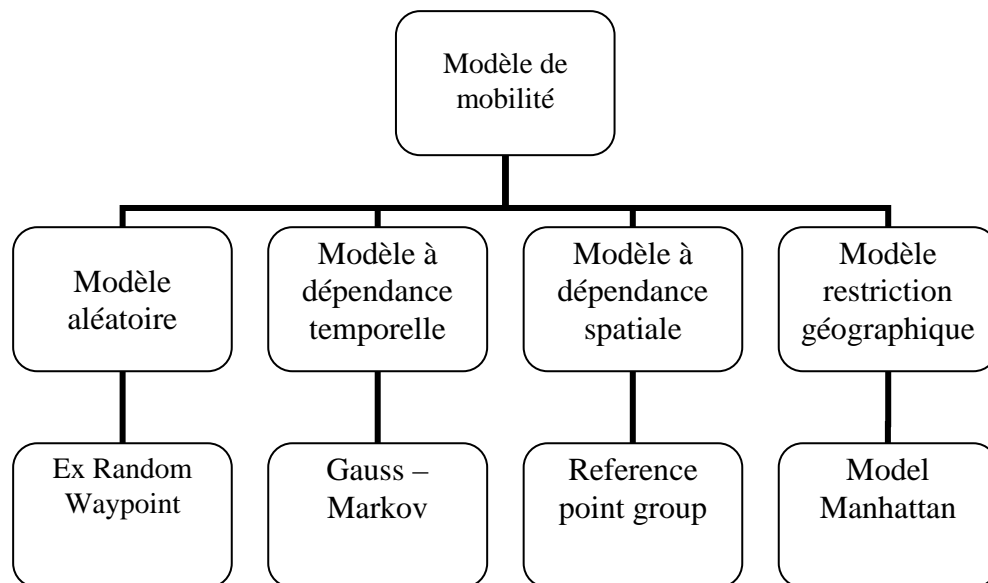 Modèle de
mobilité
Modèle
aléatoire
Modèle à
dépendance
temporelle
Modèle à
dépendance
spatiale
Modèle
restriction
géographique
Ex Random
Waypoint
Gauss –
Markov
Reference
point group
Model
Manhattan